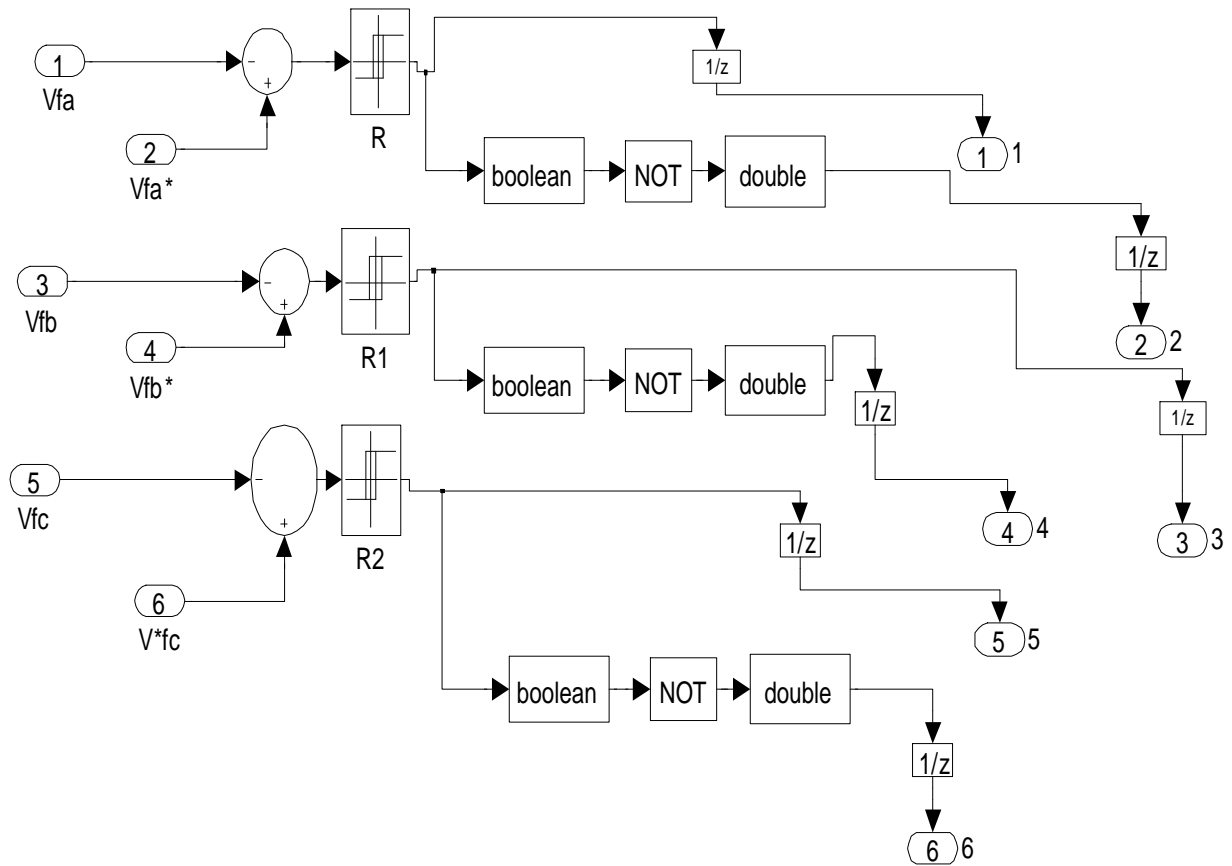 1
Vfa
-
+
R
1/z
2
Vfa*
boolean
NOT
double
1 1
1/z
3
Vfb
-
+
R1
2 2
4
Vfb*
boolean
NOT
double
1/z
1/z
5
Vfc
-
+
R2
4 4
3 3
1/z
6
V*fc
5 5
boolean
NOT
double
1/z
6 6